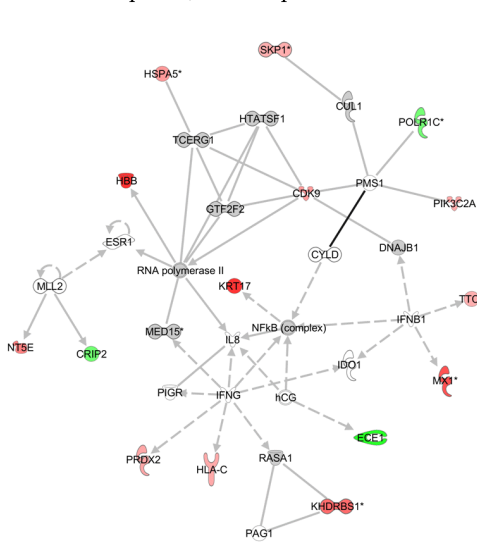 SKP1*
HSPA5*
CUL1
HTATSF1
POLR1C*
TCERG1
HBB
CDK9
PMS1
PIK3C2A
GTF2F2
ESR1
CYLD
DNAJB1
RNA polymerase II
MLL2
KRT17
TTC
MED15*
NFkB (complex)
IFNB1
NT5E
CRIP2
IL8
IDO1
MX1*
PIGR
IFNG
hCG
ECE1
PRDX2
HLA-C
RASA1
KHDRBS1*
PAG1